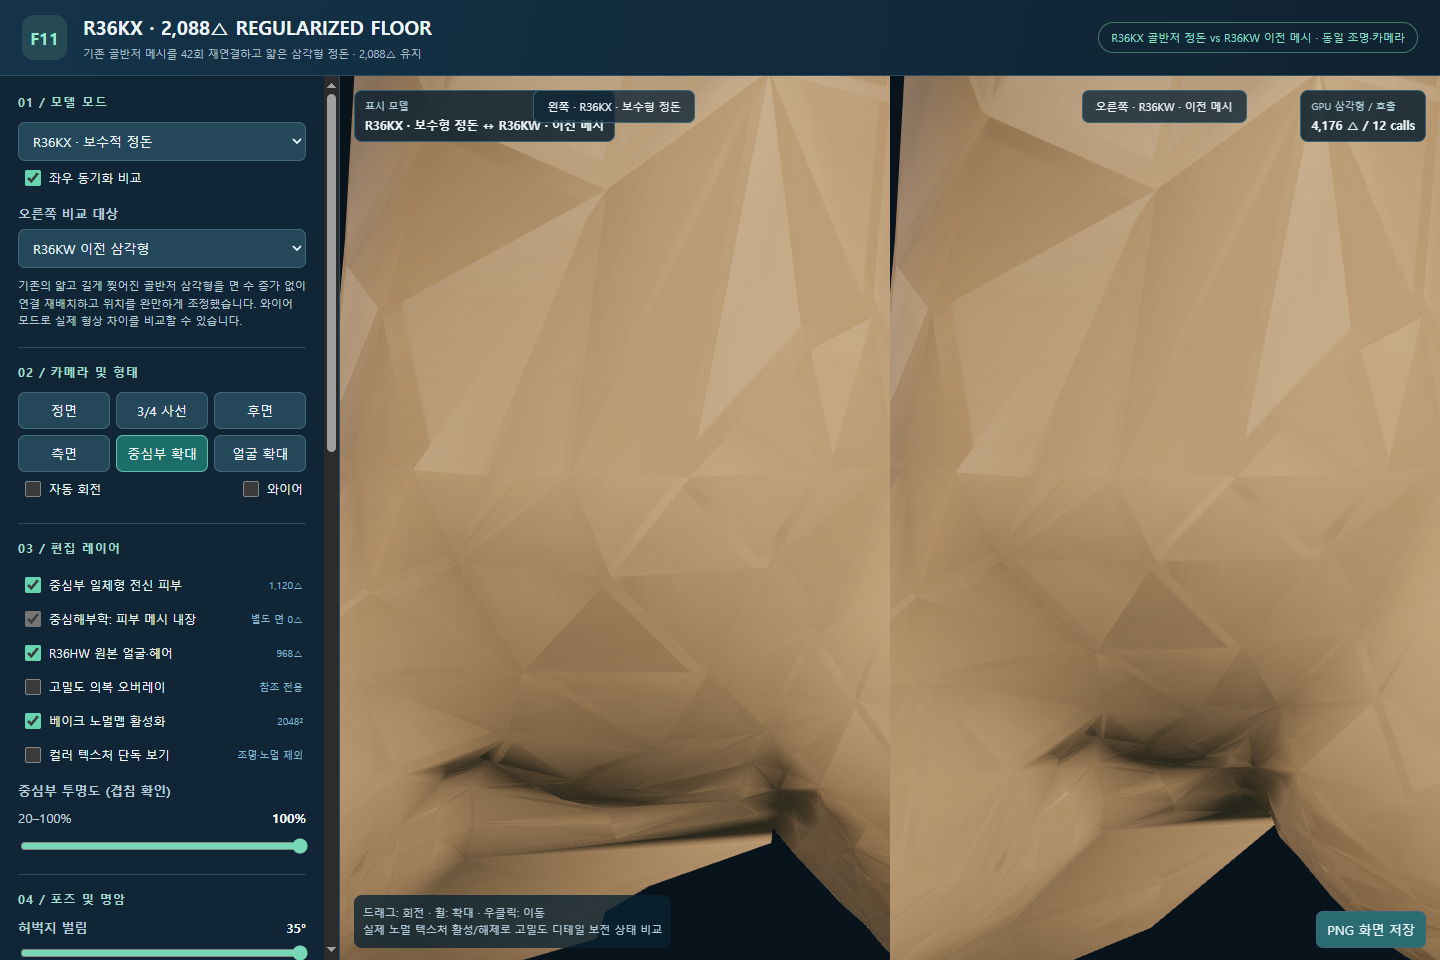 F11
R36KX · 2,088△ REGULARIZED FLOOR
기존 골반저 메시를 42회 재연결하고 얇은 삼각형 정돈 · 2,088△ 유지
R36KX 골반저 정돈 vs R36KW 이전 메시 · 동일 조명·카메라
01 / 모델 모드
R36KX · 보수적 정돈
좌우 동기화 비교
오른쪽 비교 대상
R36KW 이전 삼각형
기존의 얇고 길게 찢어진 골반저 삼각형을 면 수 증가 없이
연결 재배치하고 위치를 완만하게 조정했습니다. 와이어
모드로 실제 형상 차이를 비교할 수 있습니다.
02 / 카메라 및 형태
정면
3/4 사선
후면
측면
중심부 확대
얼굴 확대
자동 회전
와이어
03 / 편집 레이어
중심부 일체형 전신 피부
1,120△
중심해부학: 피부 메시 내장
별도 면 0△
R36HW 원본 얼굴·헤어
968△
고밀도 의복 오버레이
참조 전용
베이크 노멀맵 활성화
2048²
컬러 텍스처 단독 보기
조명·노멀 제외
중심부 투명도 (겹침 확인)
20–100%
100%
04 / 포즈 및 명암
허벅지 벌림
35°
표시 모델
R36KX · 보수형 정돈 ↔ R36KW · 이전 메시
왼쪽 · R36KX · 보수형 정돈
오른쪽 · R36KW · 이전 메시
GPU 삼각형 / 호출
4,176 △ / 12 calls
드래그: 회전 · 휠: 확대 · 우클릭: 이동
실제 노멀 텍스처 활성/해제로 고밀도 디테일 보전 상태 비교
PNG 화면 저장